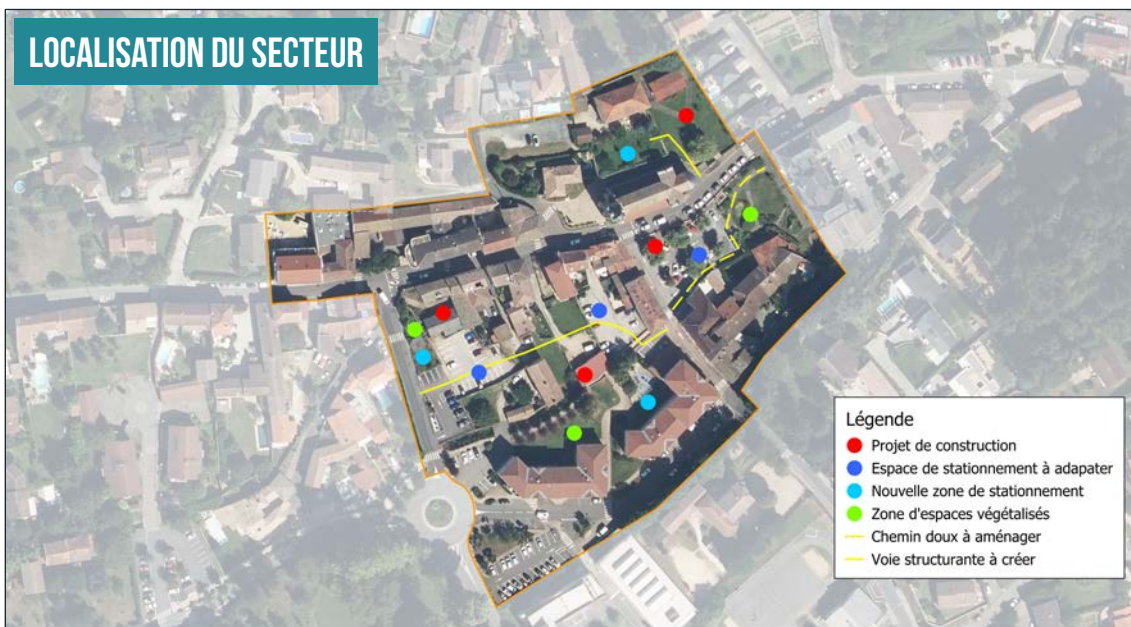 LOCALISATION DU SECTEUR
Légende
Projet de construction
Espace de stationnement à adapater
Nouvelle zone de stationnement
Zone d'espaces végétalisés
Chemin doux à aménager
Voie structurante à créer